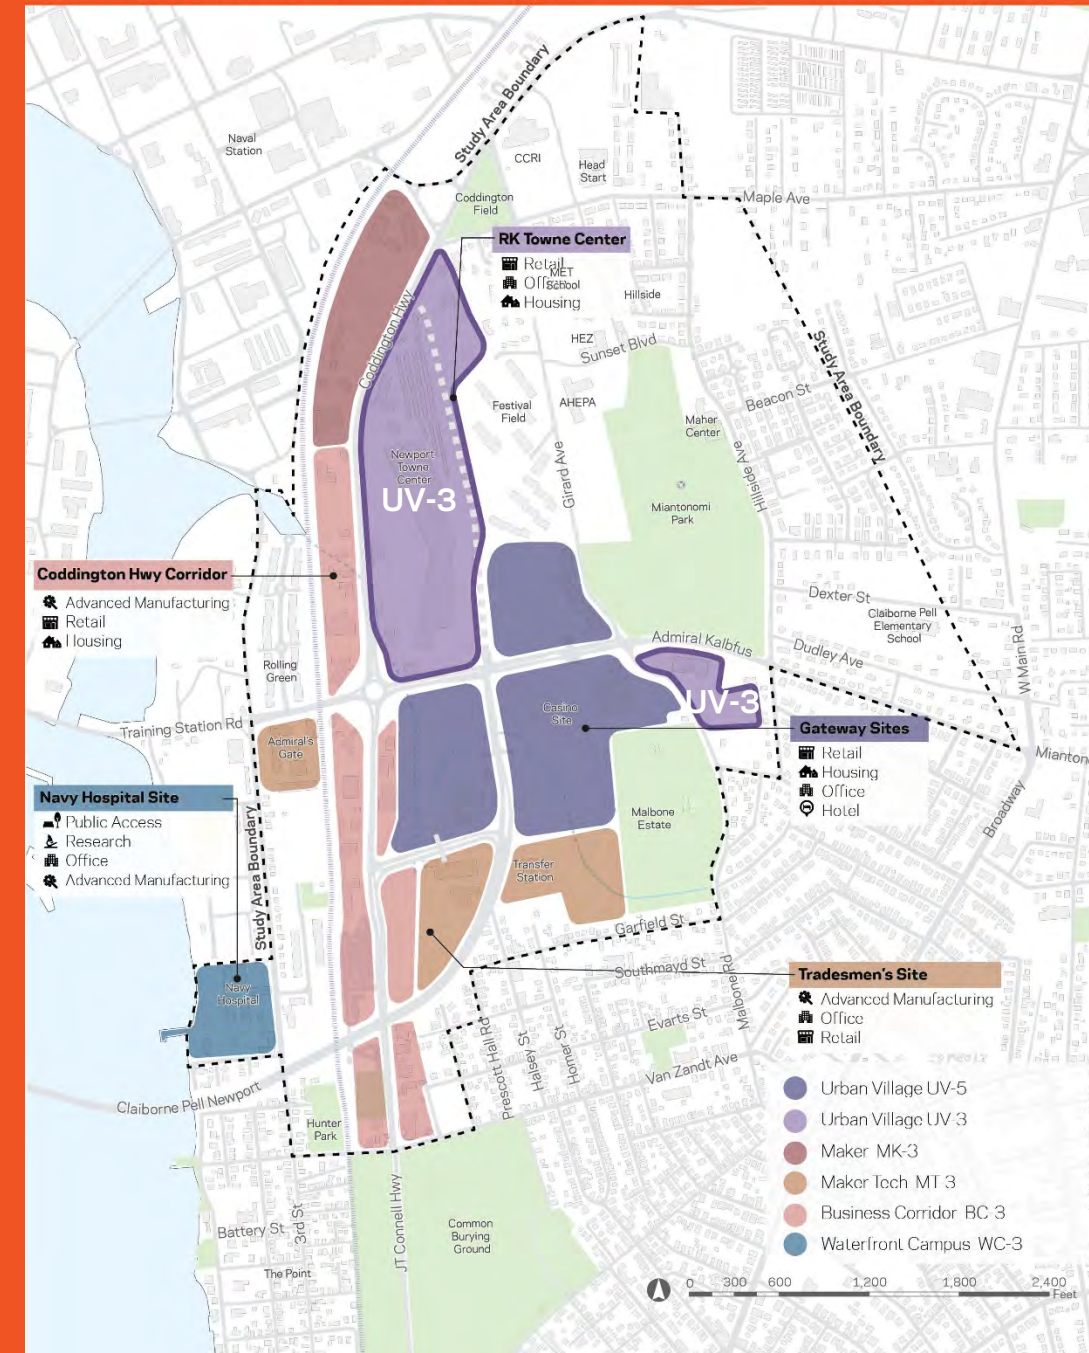 Study Area Boundary
Naval
Station
CCRI
Head
Start
Maple Ave
Coddington
Field
RK Towne Center
Retail
Office
Housing
MET
School
Hillside
HEZ
Sunset Blvd
Coddington Hwy
Study Area Boundary
Beacon St
Festival
Field
AHEPA
Maher
Center
Girard Ave
Hillside Ave
Newport
Towne
Center
UV-3
Miantonomi
Park
Coddington Hwy Corridor
Advanced Manufacturing
Retail
Housing
Dexter St
Claiborne Pell
Elementary
School
Admiral Kalbfus
Dudley Ave
W Main Rd
Rolling
Green
UV-3
Casino
Site
Training Station Rd
Admiral's
Gate
Gateway Sites
Retail
Housing
Office
Hotel
Mianton
Navy Hospital Site
Public Access
Research
Office
Advanced Manufacturing
Malbone
Estate
Broadway
Study Area Boundary
Transfer
Station
Garfield St
Southmayd St
Malbone Rd
Tradesmen's Site
Advanced Manufacturing
Office
Retail
Navy
Hospital
Evarts St
Prescott Hall Rd
Halsey St
Homer St
Van Zandt Ave
Claiborne Pell Newport
Hunter
Park
Urban Village UV-5
Urban Village UV-3
Maker MK-3
Maker Tech MT-3
Business Corridor BC-3
Waterfront Campus WC-3
Battery St
3rd St
JT Connell Hwy
Common
Burying
Ground
The Point
0 300 600 1,200 1,800 2,400
Feet